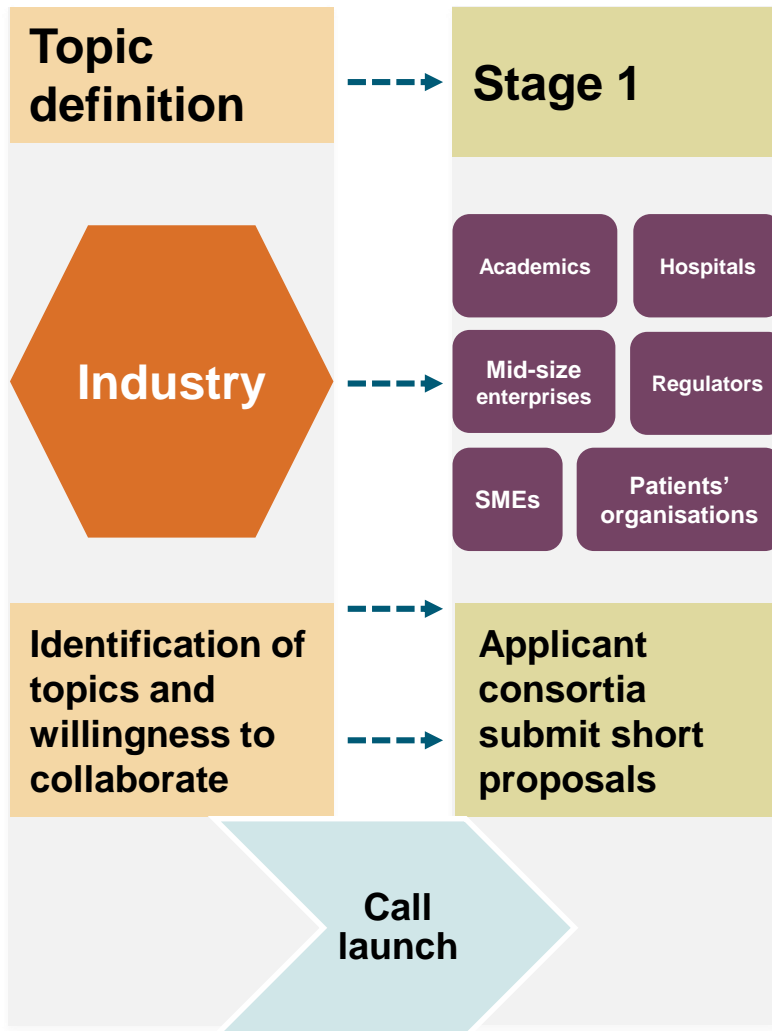 Topic
definition
Stage 1
Industry
Academics
Hospitals
Mid-size
enterprises
Regulators
SMEs
Patients’
organisations
Identification of
topics and
willingness to
collaborate
Applicant
consortia
submit short
proposals
Call
launch